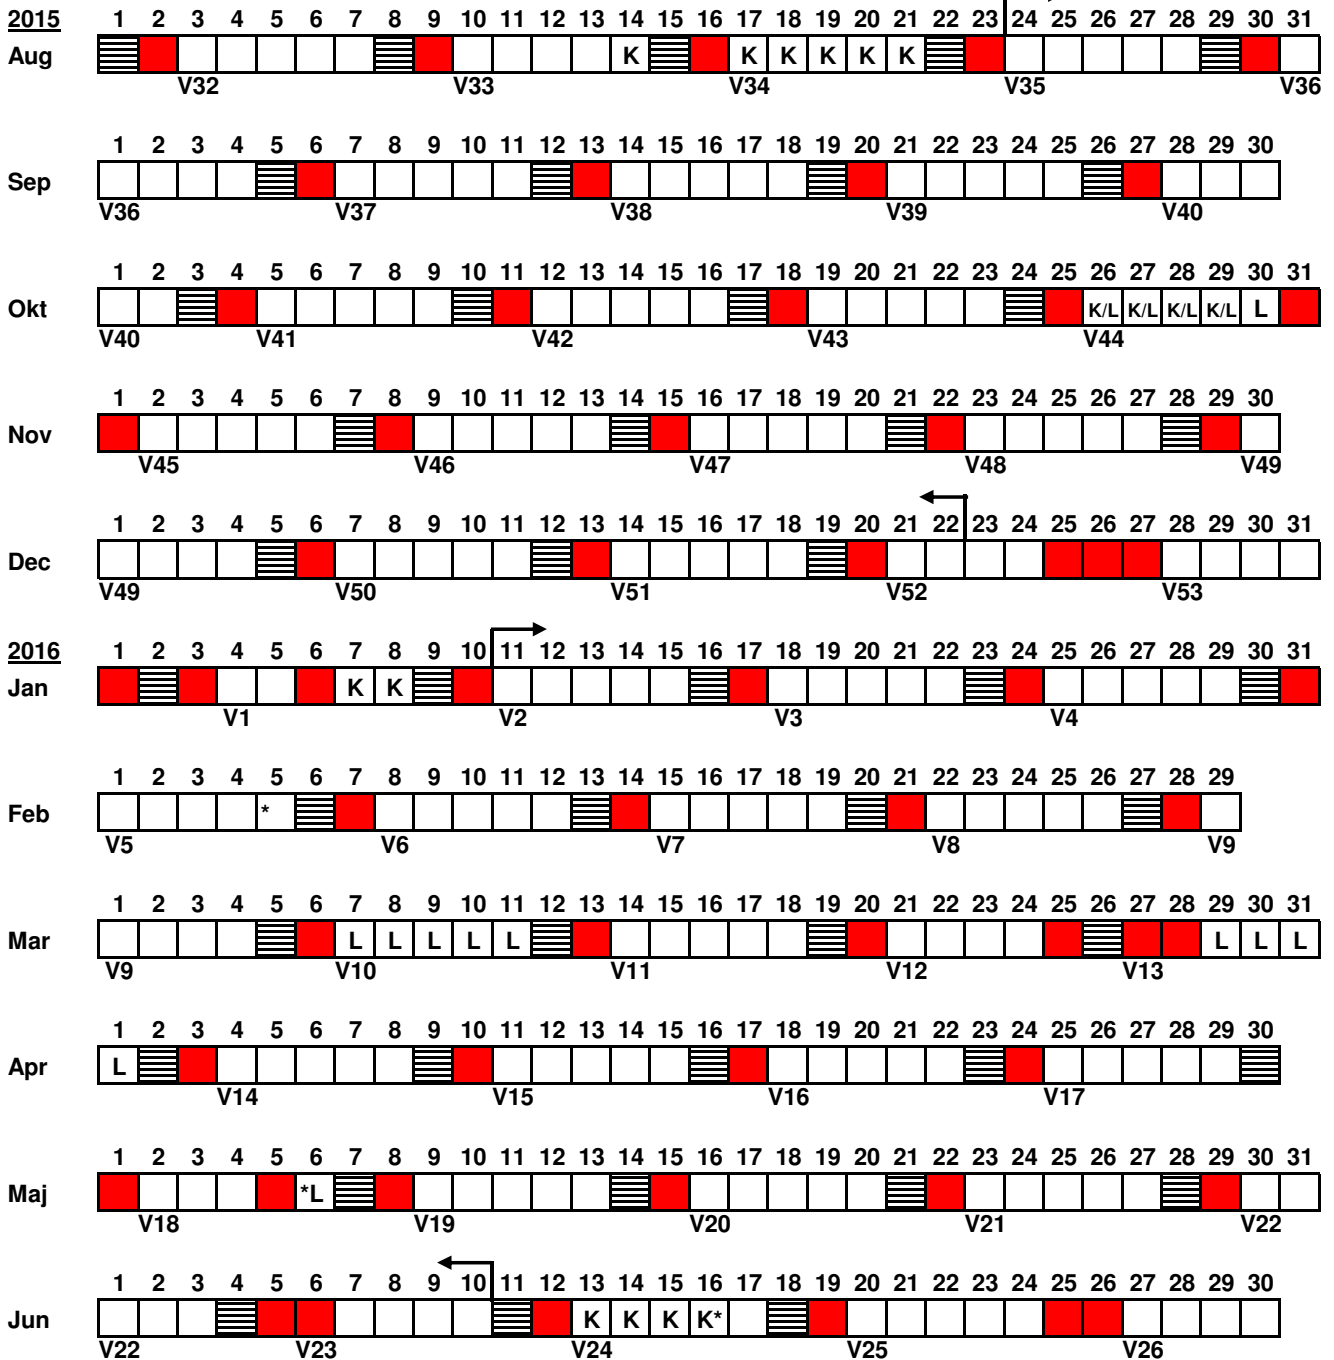 2015 1 2 3 4 5 6 7 8 9 10 11 12 13 14 15 16 17 18 19 20 21 22 23 24 25 26 27 28 29 30 31
Aug K K K K K K
V32 V33 V34 V35 V36
1 2 3 4 5 6 7 8 9 10 11 12 13 14 15 16 17 18 19 20 21 22 23 24 25 26 27 28 29 30
Sep
V36 V37 V38 V39 V40
1 2 3 4 5 6 7 8 9 10 11 12 13 14 15 16 17 18 19 20 21 22 23 24 25 26 27 28 29 30 31
Okt K/L K/L K/L K/L L
V40 V41 V42 V43 V44
1 2 3 4 5 6 7 8 9 10 11 12 13 14 15 16 17 18 19 20 21 22 23 24 25 26 27 28 29 30
Nov
V45 V46 V47 V48 V49
1 2 3 4 5 6 7 8 9 10 11 12 13 14 15 16 17 18 19 20 21 22 23 24 25 26 27 28 29 30 31
Dec
V49 V50 V51 V52 V53
2016 1 2 3 4 5 6 7 8 9 10 11 12 13 14 15 16 17 18 19 20 21 22 23 24 25 26 27 28 29 30 31
Jan K K
V1 V2 V3 V4
1 2 3 4 5 6 7 8 9 10 11 12 13 14 15 16 17 18 19 20 21 22 23 24 25 26 27 28 29
Feb *
V5 V6 V7 V8 V9
1 2 3 4 5 6 7 8 9 10 11 12 13 14 15 16 17 18 19 20 21 22 23 24 25 26 27 28 29 30 31
Mar L L L L L L L L
V9 V10 V11 V12 V13
1 2 3 4 5 6 7 8 9 10 11 12 13 14 15 16 17 18 19 20 21 22 23 24 25 26 27 28 29 30
Apr L
V14 V15 V16 V17
1 2 3 4 5 6 7 8 9 10 11 12 13 14 15 16 17 18 19 20 21 22 23 24 25 26 27 28 29 30 31
Maj *L
V18 V19 V20 V21 V22
1 2 3 4 5 6 7 8 9 10 11 12 13 14 15 16 17 18 19 20 21 22 23 24 25 26 27 28 29 30
Jun K K K K*
V22 V23 V24 V25 V26